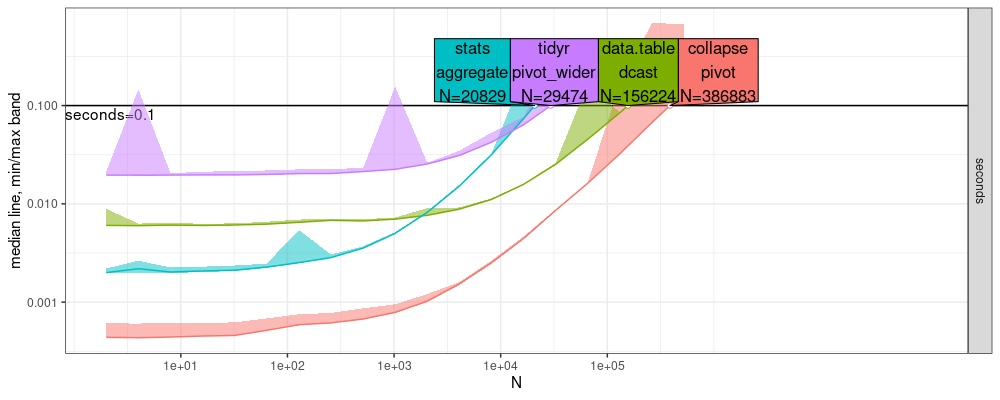 stats
aggregate
N=20829
tidyr
pivot_wider
N=29474
data.table
dcast
N=156224
collapse
pivot
N=386883
seconds=0.1
0.100
0.010
0.001
median line, min/max band
seconds
1e+01
1e+02
1e+03
1e+04
1e+05
N